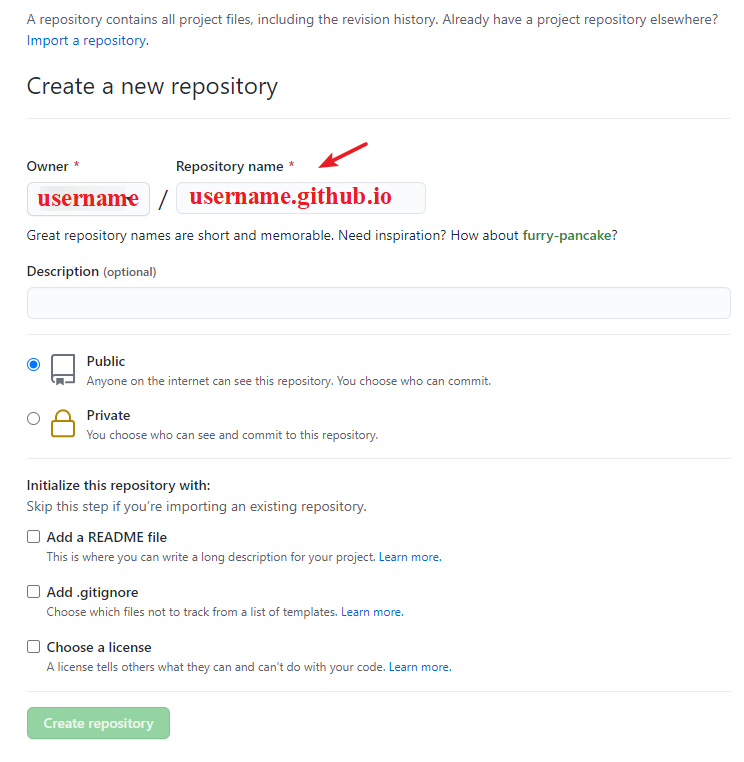 A repository contains all project files, including the revision history. Already have a project repository elsewhere?
Import a repository.
Create a new repository
Owner * Repository name *
username / username.github.io
Great repository names are short and memorable. Need inspiration? How about furry-pancake?
Description (optional)
Public
Anyone on the internet can see this repository. You choose who can commit.
Private
You choose who can see and commit to this repository.
Initialize this repository with:
Skip this step if you're importing an existing repository.
Add a README file
This is where you can write a long description for your project. Learn more.
Add .gitignore
Choose which files not to track from a list of templates. Learn more.
Choose a license
A license tells others what they can and can't do with your code. Learn more.
Create repository